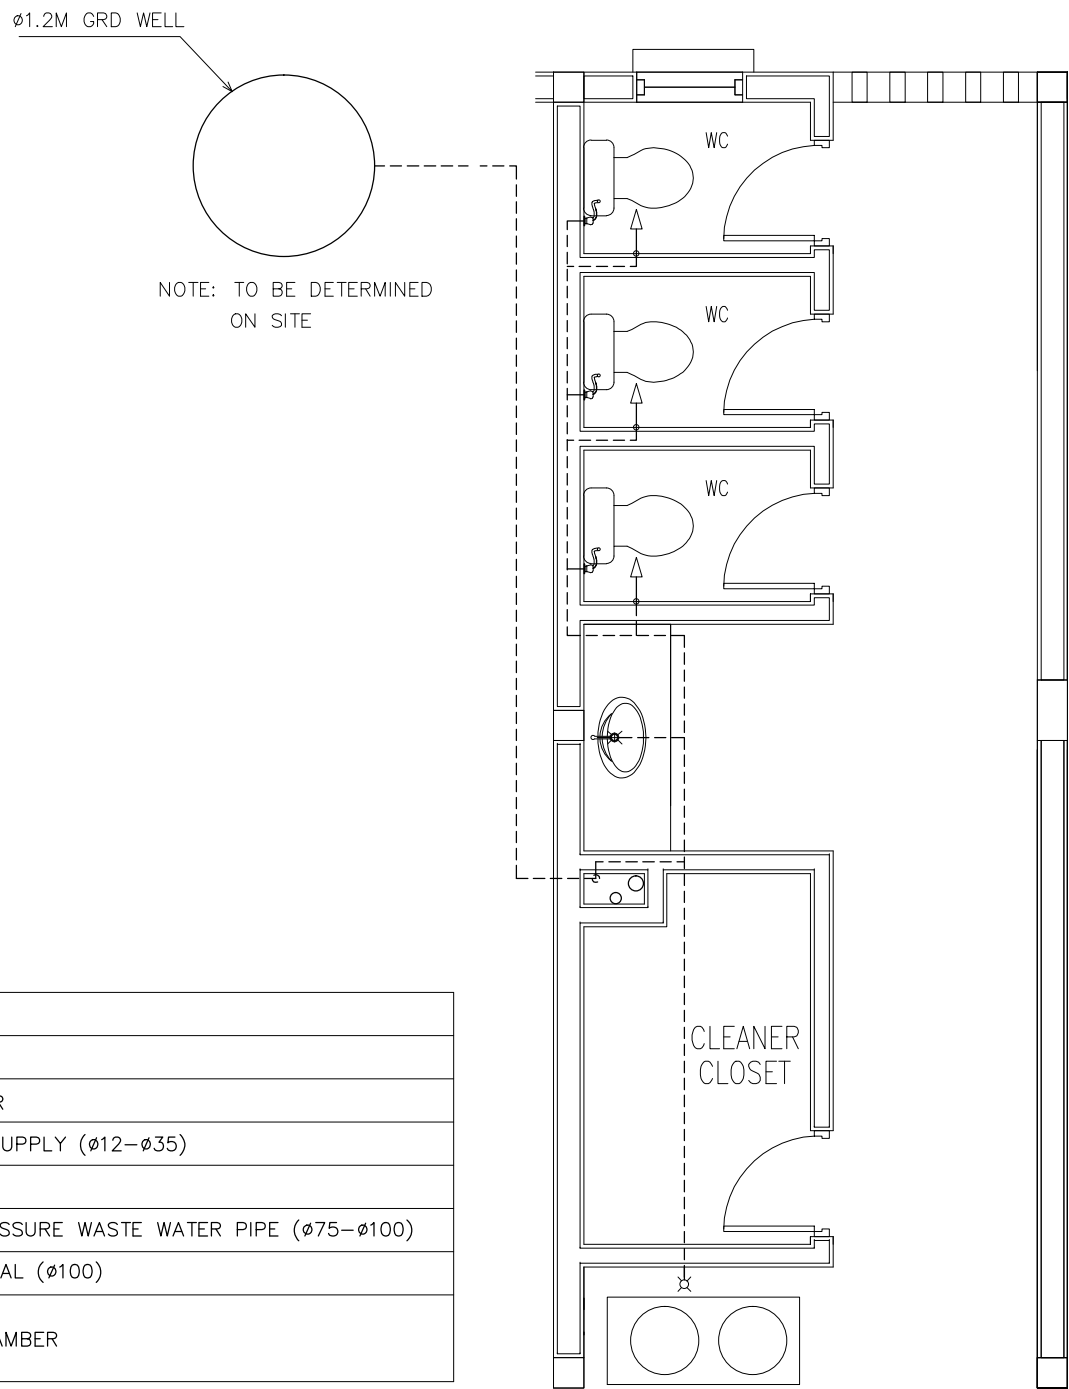 ø1.2M GRD WELL
NOTE: TO BE DETERMINED
ON SITE
WC
WC
WC
CLEANER
CLOSET
R
UPPLY (ø12-ø35)
SSURE WASTE WATER PIPE (ø75-ø100)
AL (ø100)
AMBER